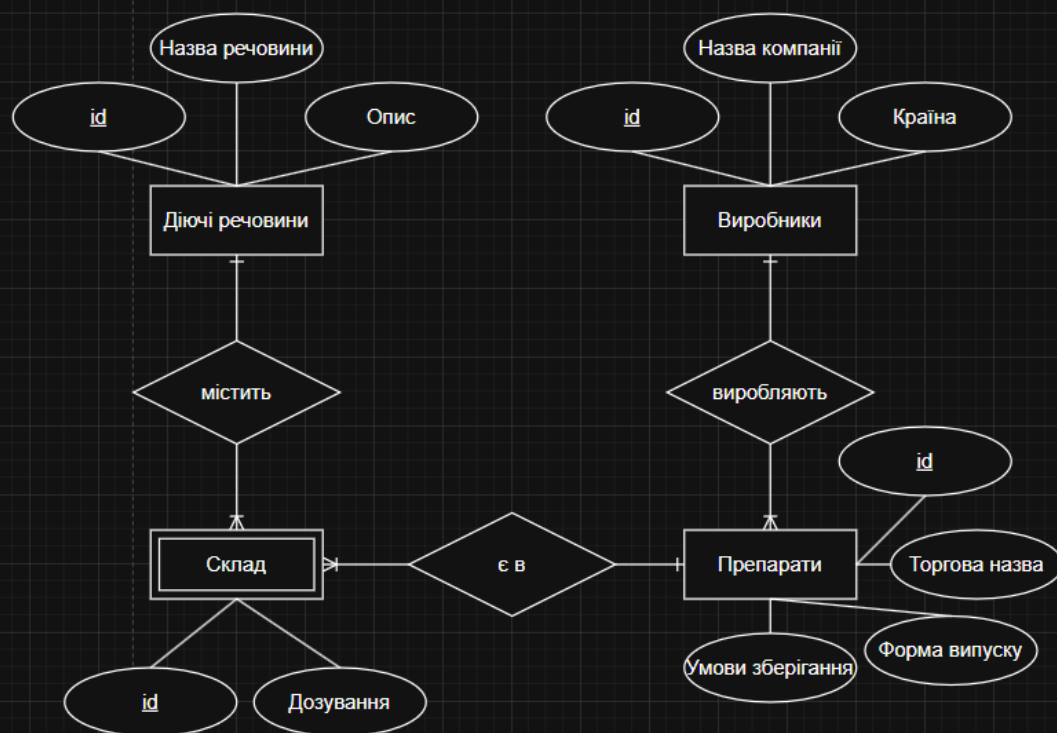 Назва речовини
Назва компанії
id
Опис
id
Країна
Діючі речовини
Виробники
містить
виробляють
id
Склад
є в
Препарати
Торгова назва
Умови зберігання
Форма випуску
id
Дозування